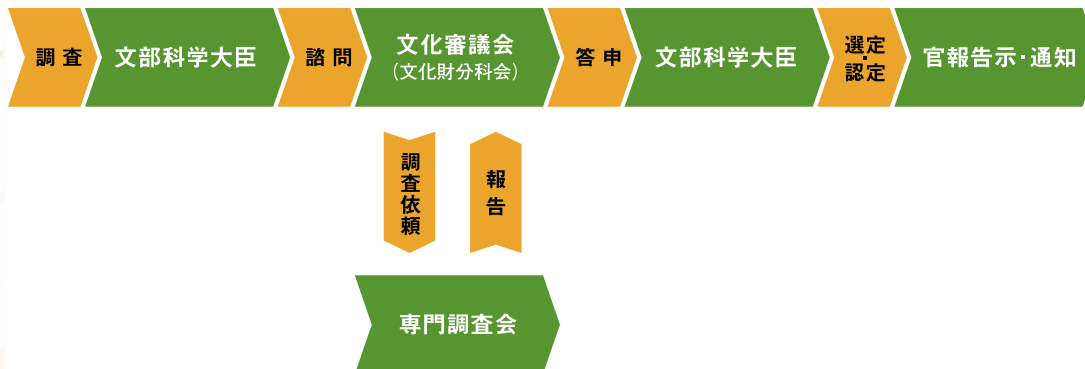 調査
文部科学大臣
諮問
文化審議会
(文化財分科会)
答申
文部科学大臣
選定・
認定
官報告示・通知
調査依頼
報告
専門調査会